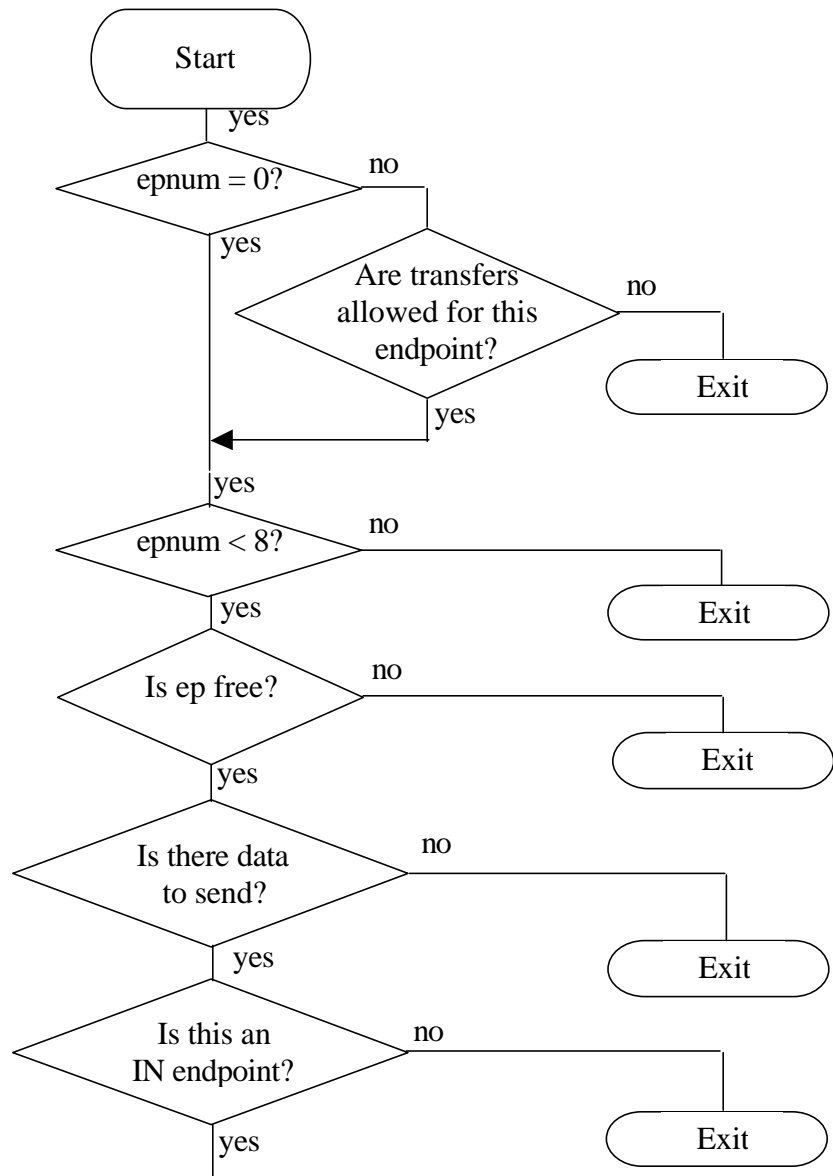 Start
yes
epnum = 0?
no
yes
Are transfers
allowed for this
endpoint?
no
Exit
yes
yes
epnum < 8?
no
Exit
yes
Is ep free?
no
Exit
yes
Is there data
to send?
no
Exit
yes
Is this an
IN endpoint?
no
Exit
yes